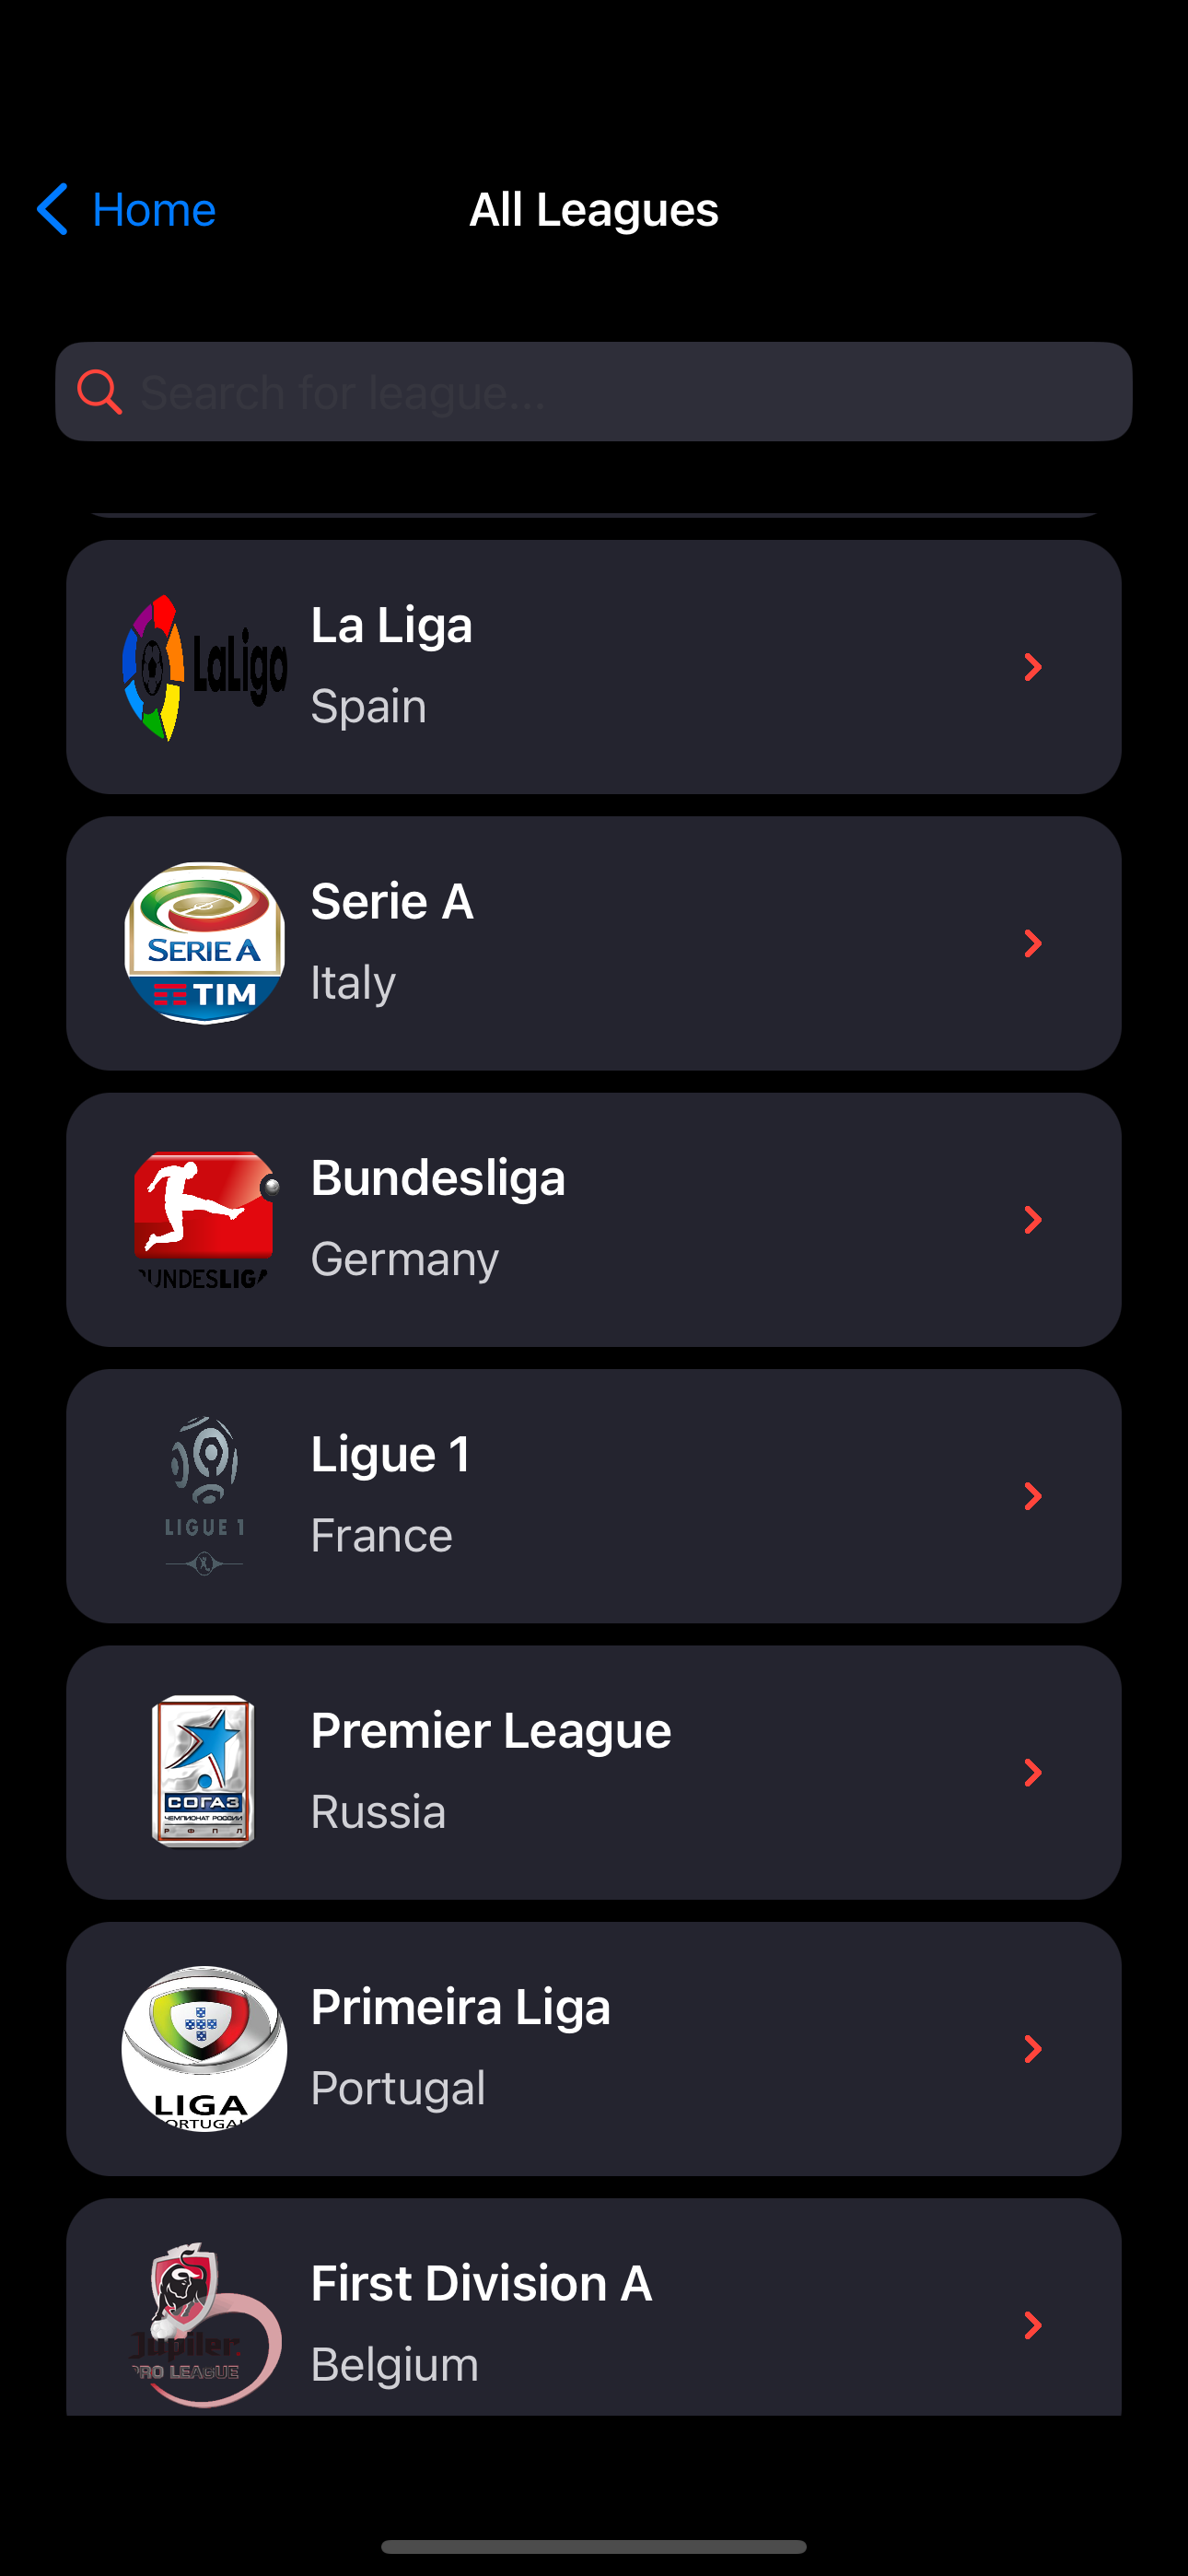 Home
All Leagues
Search for league...
LaLiga
La Liga
Spain
SERIE A
TIM
Serie A
Italy
BUNDESLIGA
Bundesliga
Germany
LIGUE 1
Ligue 1
France
СОГАЗ
ЧЕМПИОНАТ РОССИИ
Р Ф П Л
Premier League
Russia
LIGA
PORTUGAL
Primeira Liga
Portugal
Jupiler
PRO LEAGUE
First Division A
Belgium